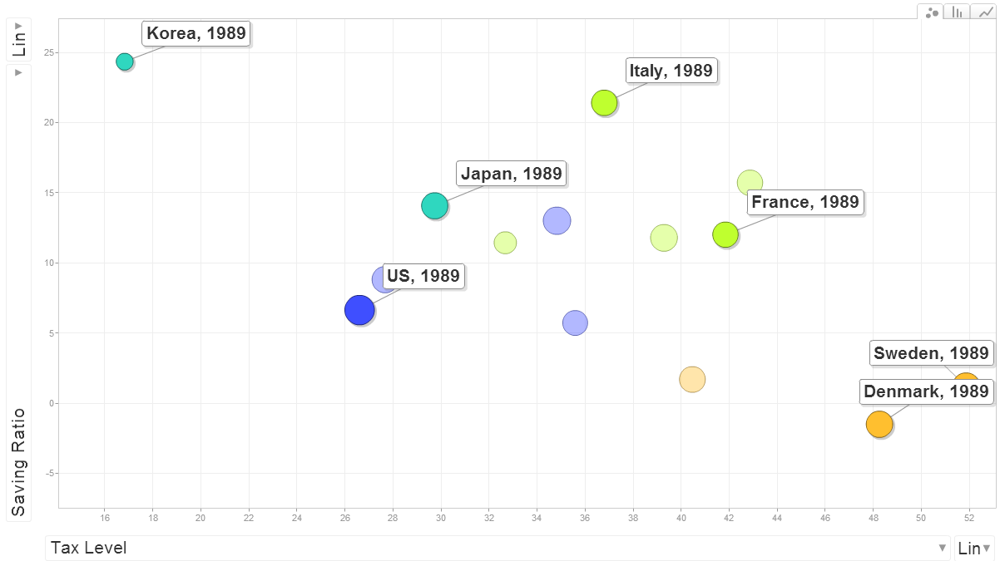 Lin
Saving Ratio
25
20
15
10
5
0
-5
Korea, 1989
Italy, 1989
Japan, 1989
France, 1989
US, 1989
Sweden, 1989
Denmark, 1989
16 18 20 22 24 26 28 30 32 34 36 38 40 42 44 46 48 50 52
Tax Level
Lin